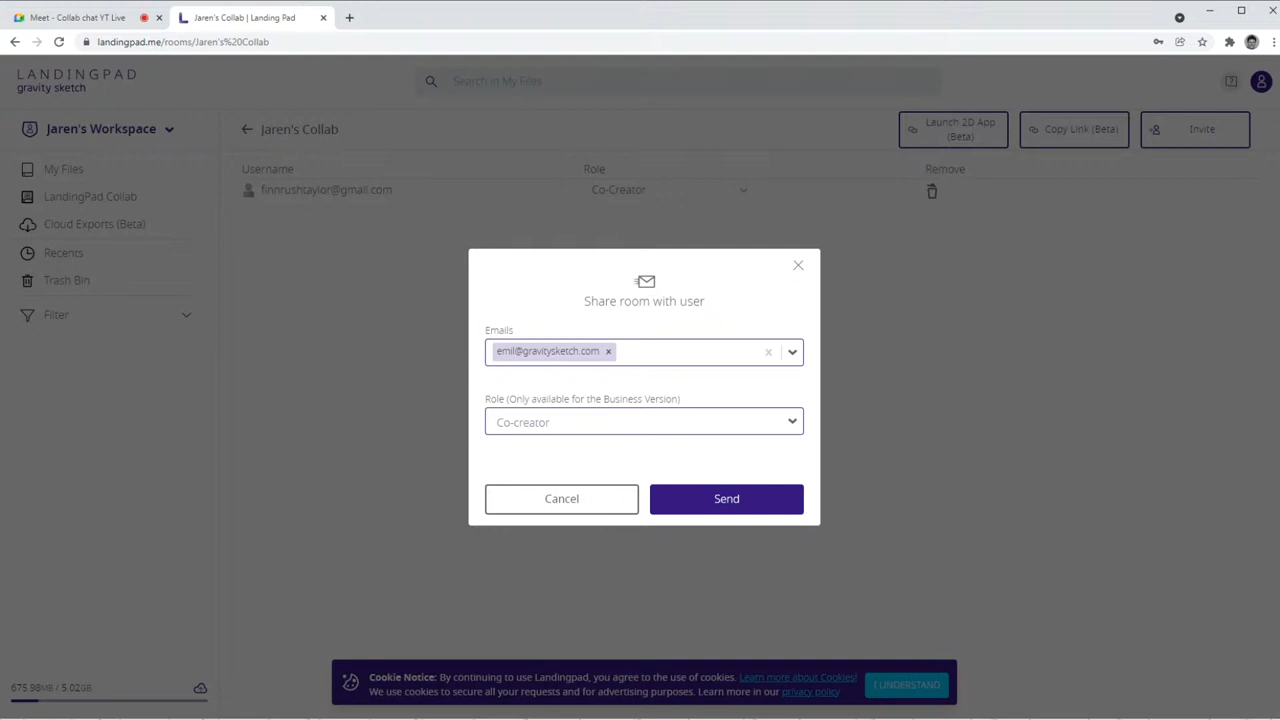 Meet - Collab chat YT Live
Jaren's Collab | Landing Pad
landingpad.me/rooms/Jaren's%20Collab
LANDINGPAD
gravity sketch
Search in My Files
Jaren's Workspace
Jaren's Collab
Launch 2D App
(Beta)
Copy Link (Beta)
Invite
My Files
LandingPad Collab
Cloud Exports (Beta)
Recents
Trash Bin
Filter
Username
Role
Remove
finnrushtaylor@gmail.com
Co-Creator
Share room with user
Emails
emil@gravitysketch.com
Role (Only available for the Business Version)
Co-creator
Cancel
Send
Cookie Notice: By continuing to use Landingpad, you agree to the use of cookies. Learn more about Cookies!
We use cookies to secure all your requests and for advertising purposes. Learn more in our privacy policy
I UNDERSTAND
675.98MB / 5.02GB